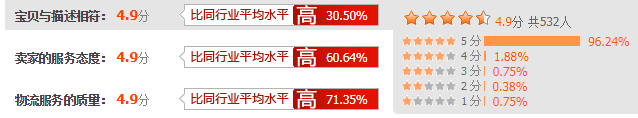 宝贝与描述相符： 4.9分 比同行业平均水平 高 30.50%
卖家的服务态度： 4.9分 比同行业平均水平 高 60.64%
物流服务的质量： 4.9分 比同行业平均水平 高 71.35%
4.9分 共532人
5分 96.24%
4分 1.88%
3分 0.75%
2分 0.38%
1分 0.75%